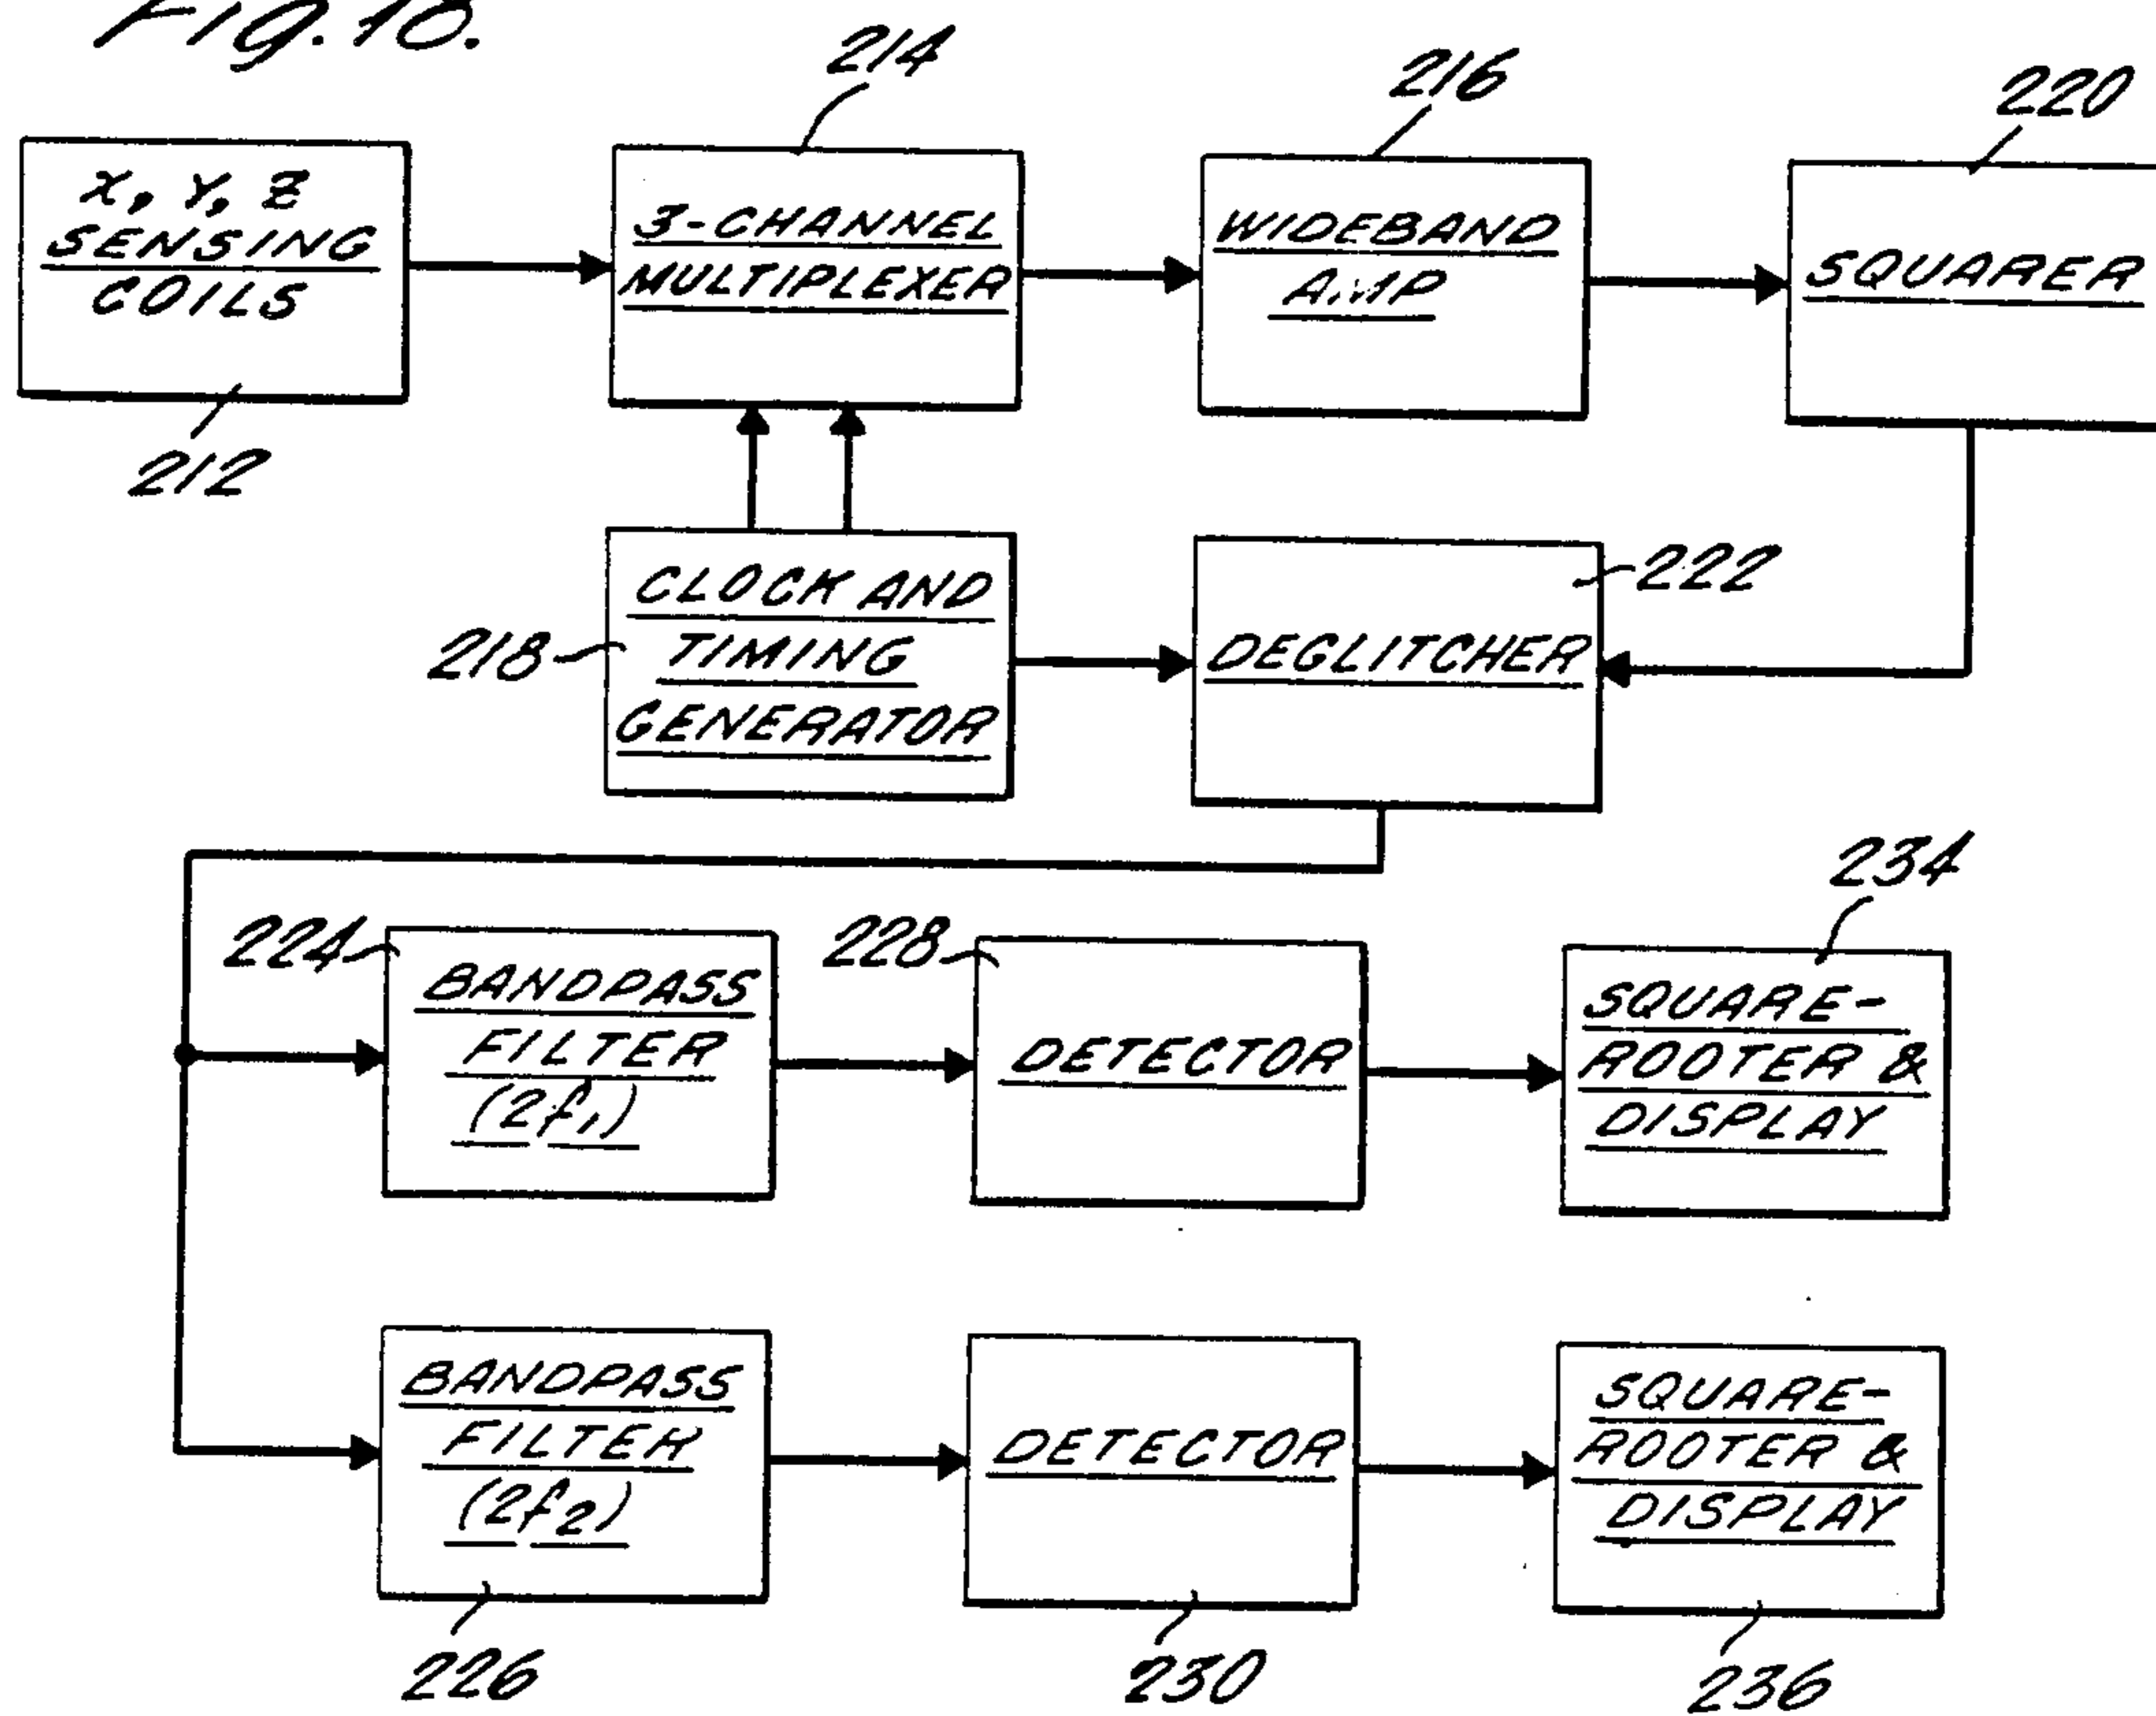 Fig. 10.
214
216
220
X, Y, Z
SENSING
COILS
3-CHANNEL
MULTIPLEXER
WIDEBAND
AMP
SQUARER
212
CLOCK AND
TIMING
GENERATOR
218
DEGLITCHER
222
234
224
BANDPASS
FILTER
(2f1)
228
DETECTOR
SQUARE-
ROOTER &
DISPLAY
BANDPASS
FILTER
(2f2)
DETECTOR
SQUARE-
ROOTER &
DISPLAY
226
230
236